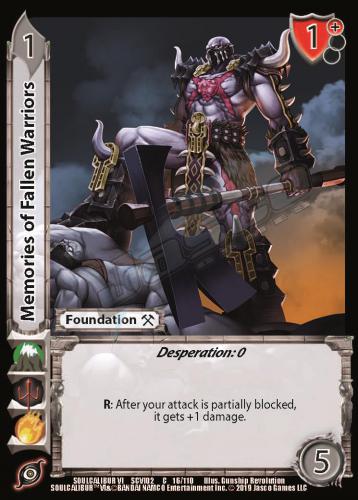 1
1
+
Memories of Fallen Warriors
Foundation
Desperation: 0
R: After your attack is partially blocked,
it gets +1 damage.
5
SOULCALIBUR VI SCVI02 C 16/110 Illus. Gunship Revolution
SOULCALIBUR™ VI&©BANDAI NAMCO Entertainment Inc. © 2019 Jasco Games LLC